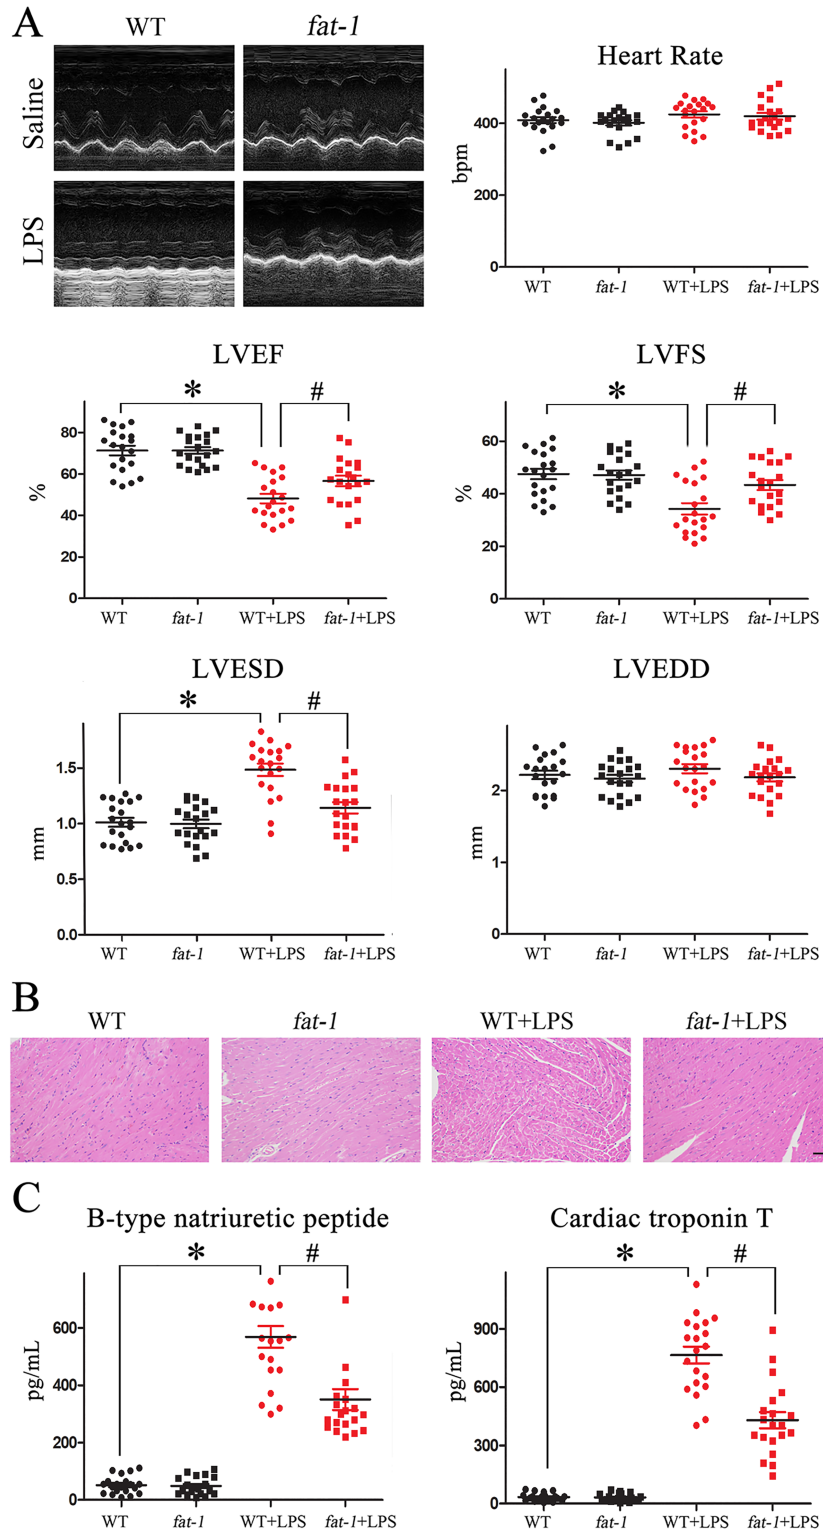 A
WT
fat-1
Saline
LPS
Heart Rate
bpm
400
200
0
WT
fat-1
WT+LPS
fat-1+LPS
LVEF
*
#
%
80
60
40
20
0
WT
fat-1
WT+LPS
fat-1+LPS
LVFS
*
#
%
60
40
20
0
WT
fat-1
WT+LPS
fat-1+LPS
LVESD
*
#
mm
1.5
1.0
0.5
0.0
WT
fat-1
WT+LPS
fat-1+LPS
LVEDD
mm
2
1
0
WT
fat-1
WT+LPS
fat-1+LPS
B
WT
fat-1
WT+LPS
fat-1+LPS
C
B-type natriuretic peptide
*
#
pg/mL
600
400
200
0
WT
fat-1
WT+LPS
fat-1+LPS
Cardiac troponin T
*
#
pg/mL
900
600
300
0
WT
fat-1
WT+LPS
fat-1+LPS